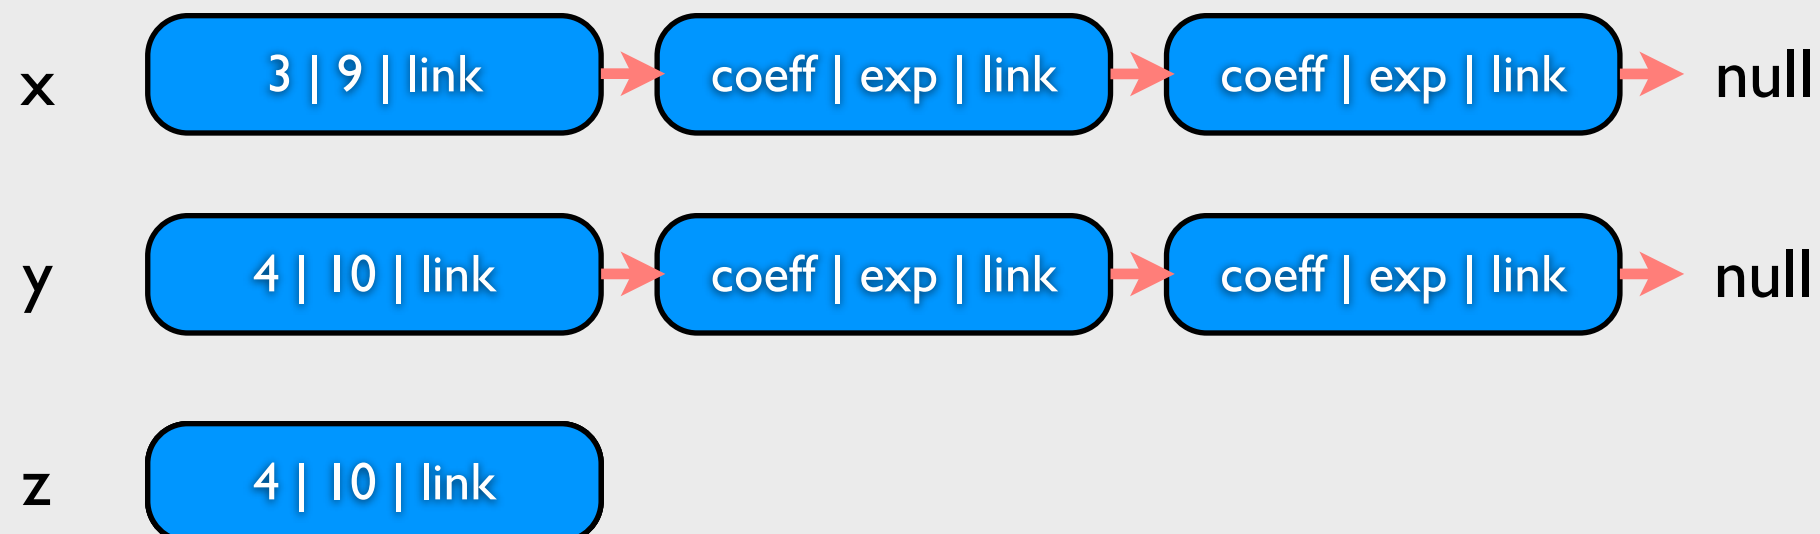 x 3 | 9 | link coeff | exp | link coeff | exp | link null
y 4 | 10 | link coeff | exp | link coeff | exp | link null
z 4 | 10 | link